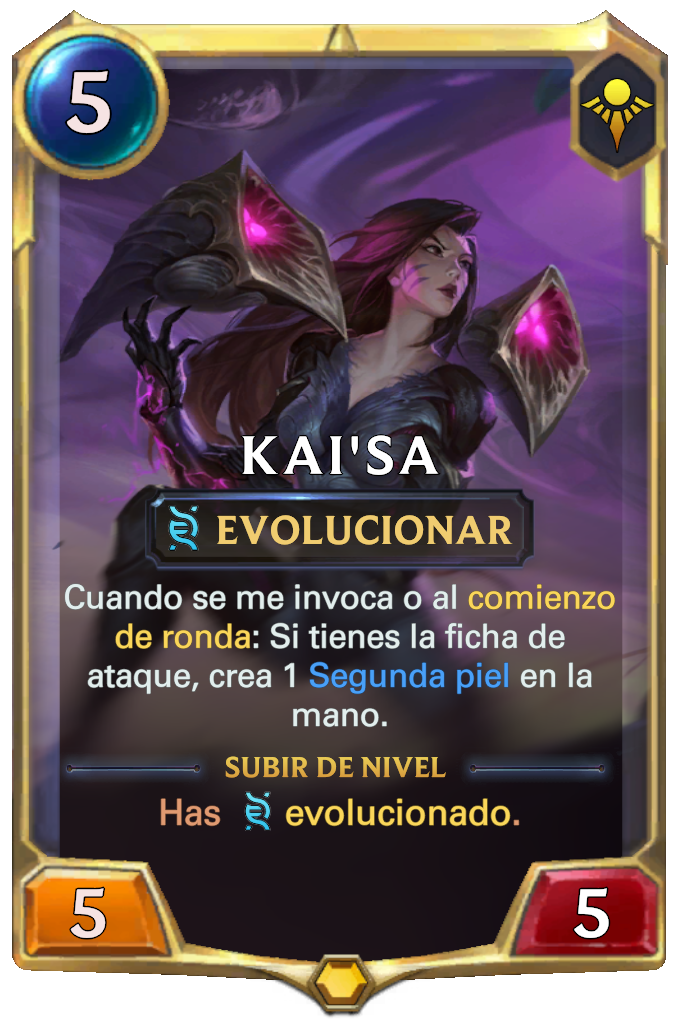 5
KAI'SA
EVOLUCIONAR
Cuando se me invoca o al comienzo
de ronda: Si tienes la ficha de
ataque, crea 1 Segunda piel en la
mano.
SUBIR DE NIVEL
Has evolucionado.
5
5